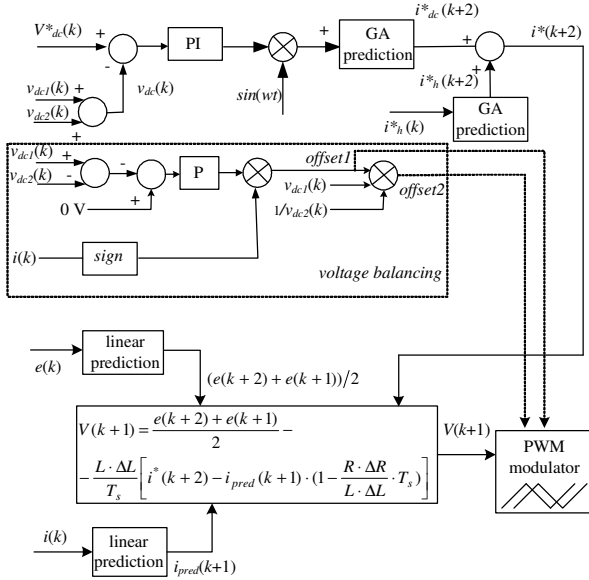 V*dc(k)
+
-
PI
+
GA
prediction
i*dc(k+2)
+
i*(k+2)
vdc1(k)
+
vdc2(k)
+
vdc(k)
sin(wt)
i*h(k+2)
+
i*h(k)
GA
prediction
vdc1(k)
+
vdc2(k)
-
-
P
offset1
0 V
+
vdc1(k)
1/vdc2(k)
offset2
i(k)
sign
voltage balancing
e(k)
linear
prediction
(e(k+2)+e(k+1))/2
V(k+1) = e(k+2)+e(k+1)/2 −
− L·ΔL/Ts [i*(k+2) − ipred(k+1)·(1− R·ΔR/L·ΔL · Ts)]
V(k+1)
PWM
modulator
i(k)
linear
prediction
ipred(k+1)